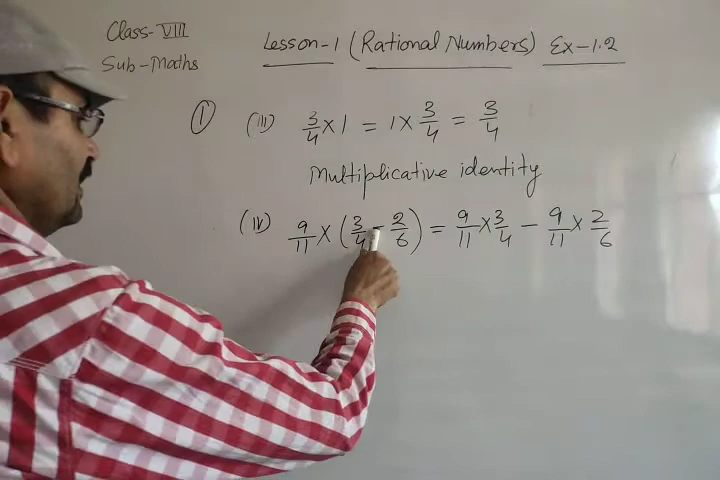 Class-VIII
Sub-Maths
Lesson-1 (Rational Numbers) Ex-1.2
① (iii) 3/4 × 1 = 1 × 3/4 = 3/4
Multiplicative identity
(iv) 9/11 × (3/4 - 2/6) = 9/11 × 3/4 - 9/11 × 2/6